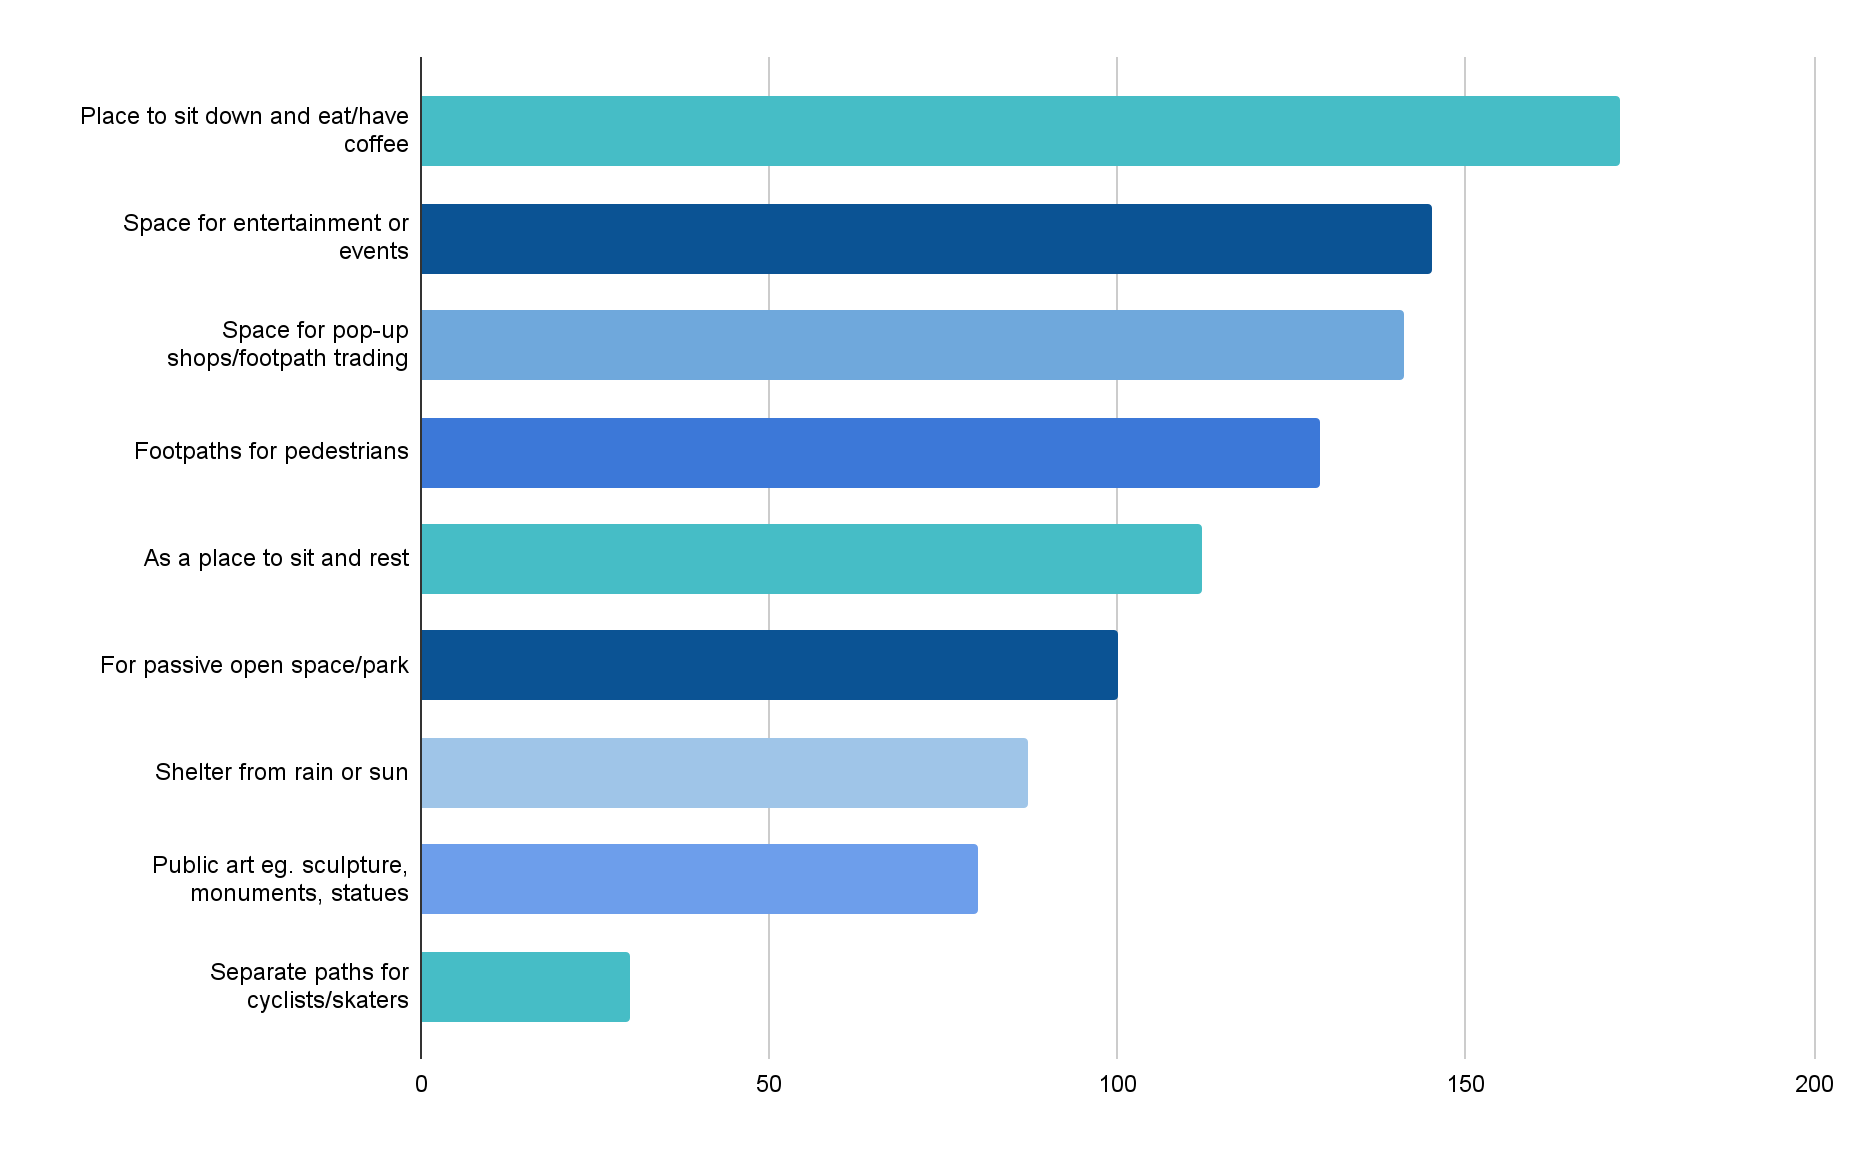 Place to sit down and eat/have
coffee
Space for entertainment or
events
Space for pop-up
shops/footpath trading
Footpaths for pedestrians
As a place to sit and rest
For passive open space/park
Shelter from rain or sun
Public art eg. sculpture,
monuments, statues
Separate paths for
cyclists/skaters
0 50 100 150 200